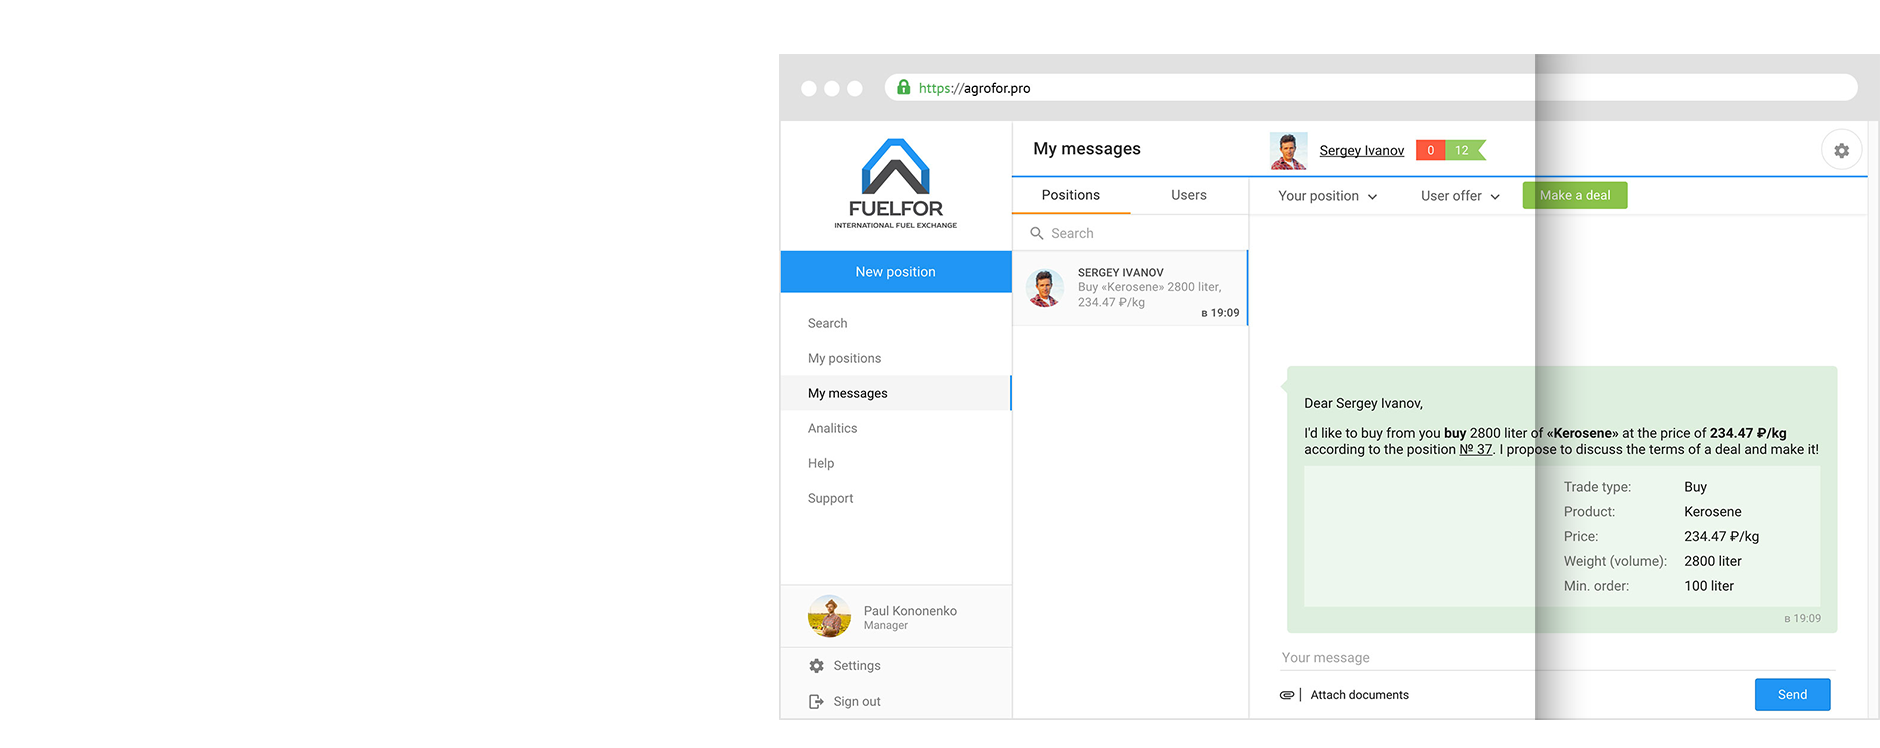 https://agrofor.pro
FUELFOR
INTERNATIONAL FUEL EXCHANGE
New position
Search
My positions
My messages
Analitics
Help
Support
Paul Kononenko
Manager
Settings
Sign out
My messages
Positions Users
Search
SERGEY IVANOV
Buy «Kerosene» 2800 liter,
234.47 ₽/kg
в 19:09
Sergey Ivanov 0 12
Your position User offer Make a deal
Dear Sergey Ivanov,
I'd like to buy from you buy 2800 liter of «Kerosene» at the price of 234.47 ₽/kg
according to the position № 37. I propose to discuss the terms of a deal and make it!
Trade type: Buy
Product: Kerosene
Price: 234.47 ₽/kg
Weight (volume): 2800 liter
Min. order: 100 liter
в 19:09
Your message
Attach documents
Send